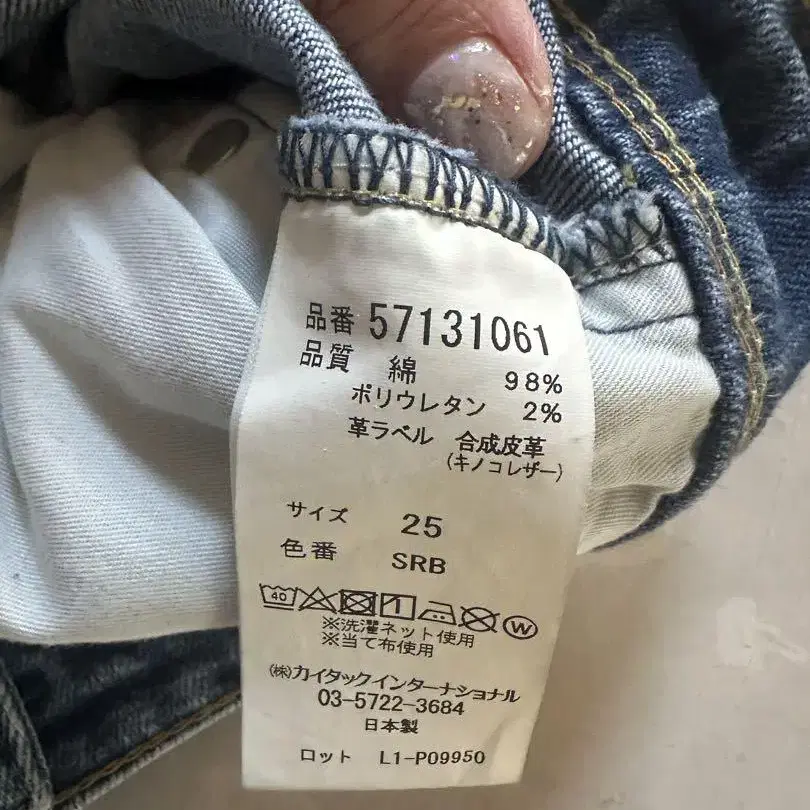 品番 57131061
品質 綿 98%
ポリウレタン 2%
革ラベル 合成皮革
(キノコレザー)
サイズ 25
色番 SRB
40 W
※洗濯ネット使用
※当て布使用
(株)カイタックインターナショナル
03-5722-3684
日本製
ロット L1-P09950